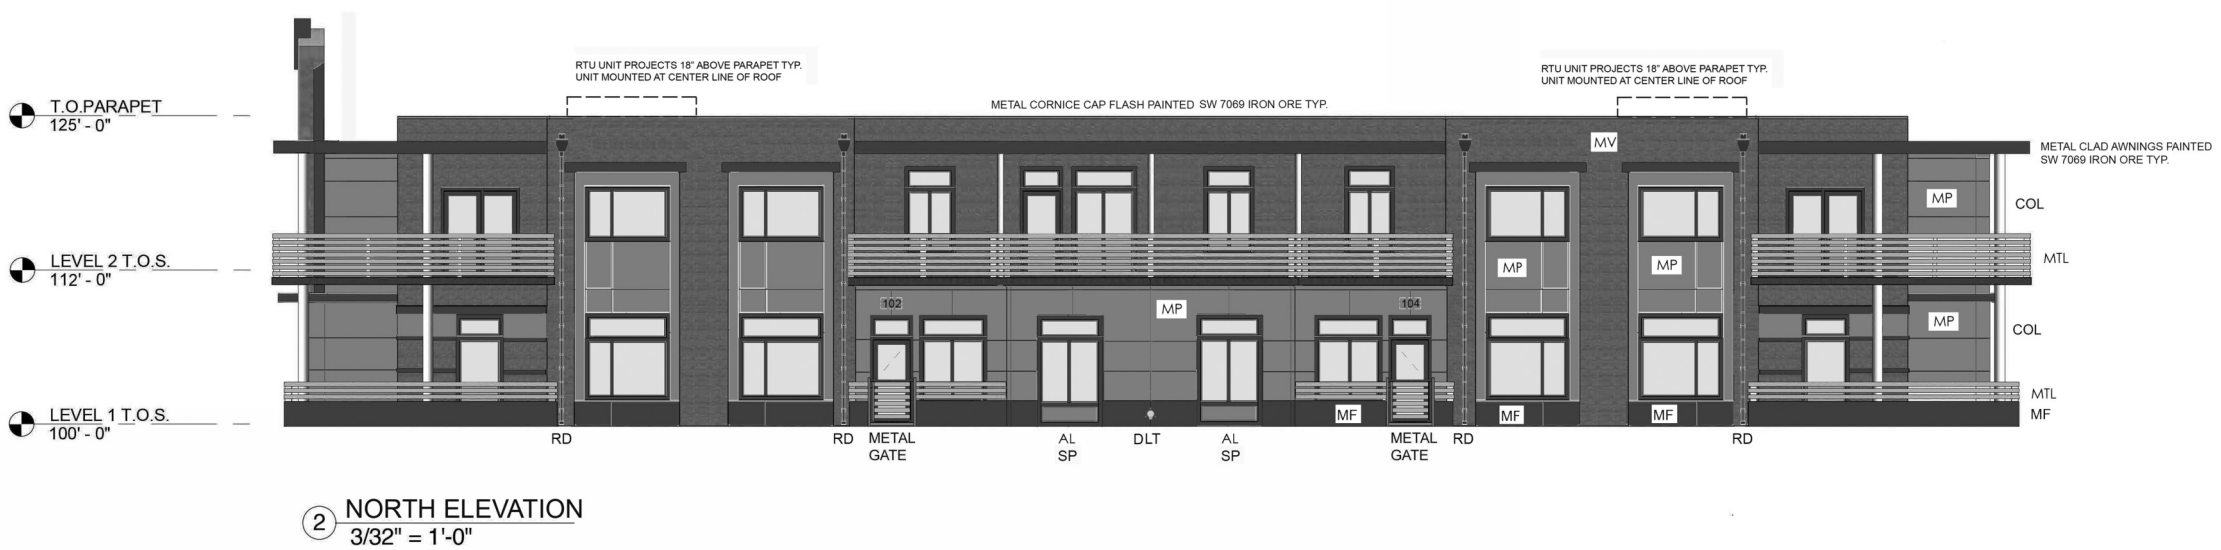 RTU UNIT PROJECTS 18" ABOVE PARAPET TYP.
UNIT MOUNTED AT CENTER LINE OF ROOF
RTU UNIT PROJECTS 18" ABOVE PARAPET TYP.
UNIT MOUNTED AT CENTER LINE OF ROOF
T.O.PARAPET
125' - 0"
METAL CORNICE CAP FLASH PAINTED SW 7069 IRON ORE TYP.
MV
METAL CLAD AWNINGS PAINTED
SW 7069 IRON ORE TYP.
MP
COL
LEVEL 2 T.O.S.
112' - 0"
MP
MP
MTL
102
MP
104
MP
COL
MTL
LEVEL 1 T.O.S.
100' - 0"
MF
MF
MF
MF
RD
RD
METAL
GATE
AL
SP
DLT
AL
SP
METAL
GATE
RD
RD
2
NORTH ELEVATION
3/32" = 1'-0"